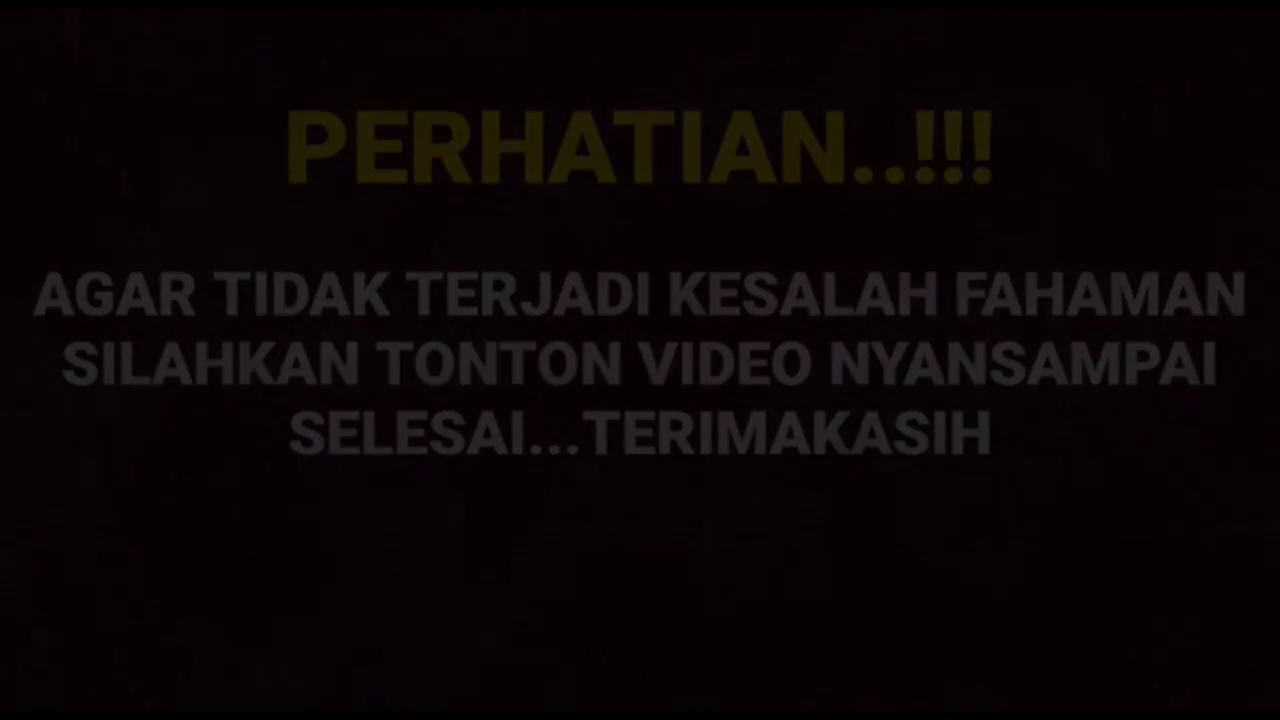 PERHATIAN..!!!
AGAR TIDAK TERJADI KESALAH FAHAMAN
SILAHKAN TONTON VIDEO NYANSAMPAI
SELESAI...TERIMAKASIH